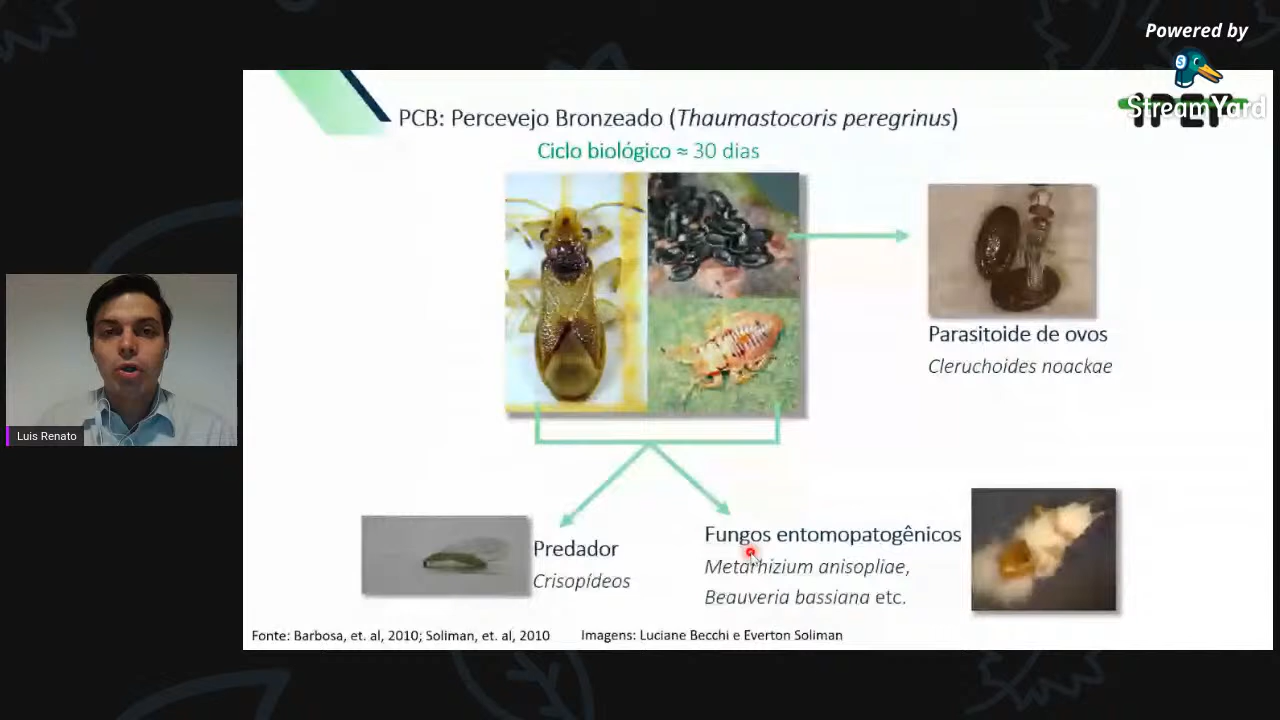 Powered by
StreamYard
IPEF
PCB: Percevejo Bronzeado (Thaumastocoris peregrinus)
Ciclo biológico ≈ 30 dias
Parasitoide de ovos
Cleruchoides noackae
Luis Renato
Predador
Crisopídeos
Fungos entomopatogênicos
Metarhizium anisopliae,
Beauveria bassiana etc.
Fonte: Barbosa, et. al, 2010; Soliman, et. al, 2010
Imagens: Luciane Becchi e Everton Soliman